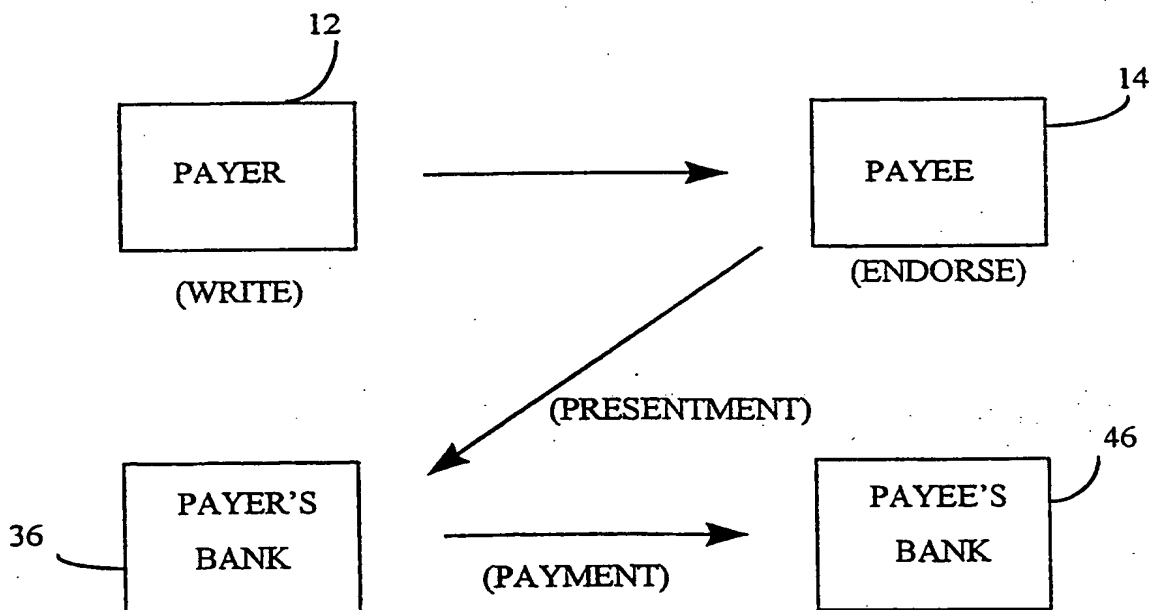 12
14
PAYER
PAYEE
(WRITE)
(ENDORSE)
(PRESENTMENT)
46
36
PAYER'S
BANK
PAYEE'S
BANK
(PAYMENT)